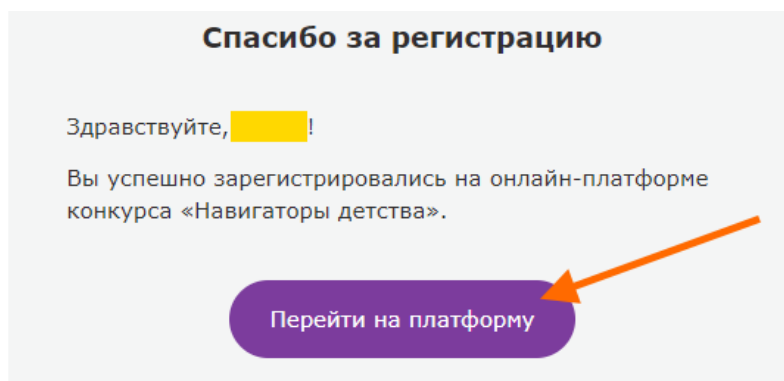 Спасибо за регистрацию
Здравствуйте, !
Вы успешно зарегистрировались на онлайн-платформе
конкурса «Навигаторы детства».
Перейти на платформу